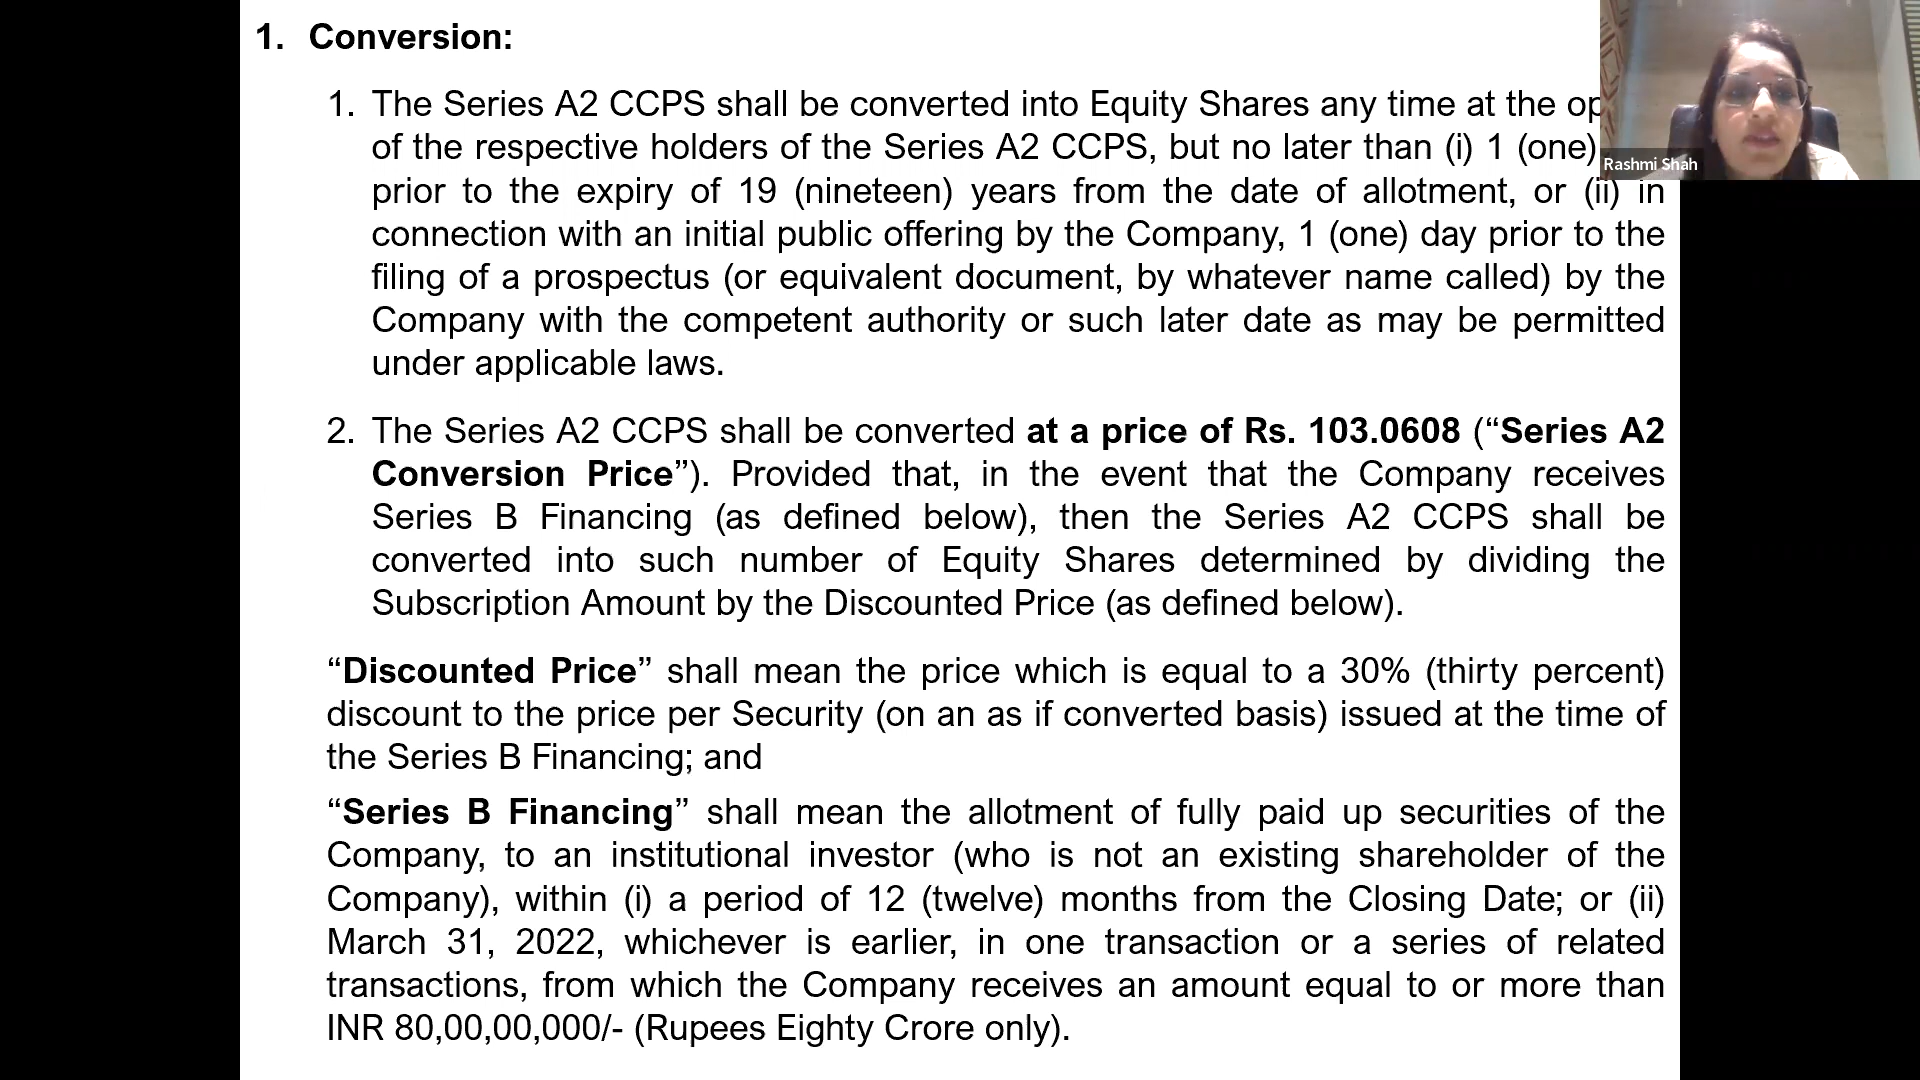 1. Conversion:
1. The Series A2 CCPS shall be converted into Equity Shares any time at the
of the respective holders of the Series A2 CCPS, but no later than (i) 1 (one)
Rashmi Shah
prior to the expiry of 19 (nineteen) years from the date of allotment, or (ii) in
connection with an initial public offering by the Company, 1 (one) day prior to the
filing of a prospectus (or equivalent document, by whatever name called) by the
Company with the competent authority or such later date as may be permitted
under applicable laws.
2. The Series A2 CCPS shall be converted at a price of Rs. 103.0608 (“Series A2
Conversion Price”). Provided that, in the event that the Company receives
Series B Financing (as defined below), then the Series A2 CCPS shall be
converted into such number of Equity Shares determined by dividing the
Subscription Amount by the Discounted Price (as defined below).
“Discounted Price” shall mean the price which is equal to a 30% (thirty percent)
discount to the price per Security (on an as if converted basis) issued at the time of
the Series B Financing; and
“Series B Financing” shall mean the allotment of fully paid up securities of the
Company, to an institutional investor (who is not an existing shareholder of the
Company), within (i) a period of 12 (twelve) months from the Closing Date; or (ii)
March 31, 2022, whichever is earlier, in one transaction or a series of related
transactions, from which the Company receives an amount equal to or more than
INR 80,00,00,000/- (Rupees Eighty Crore only).